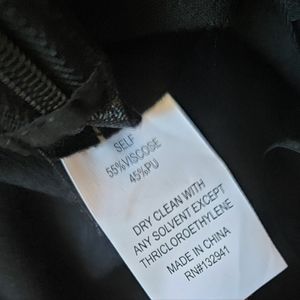 SELF
55%VISCOSE
45%PU
DRY CLEAN WITH
ANY SOLVENT EXCEPT
THRICLOROETHYLENE
MADE IN CHINA
RN#132941